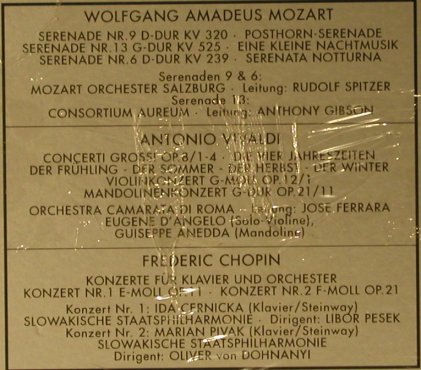 WOLFGANG AMADEUS MOZART
SERENADE NR.9 D-DUR KV 320 · POSTHORN-SERENADE
SERENADE NR.13 G-DUR KV 525 · EINE KLEINE NACHTMUSIK
SERENADE NR.6 D-DUR KV 239 · SERENATA NOTTURNA
Serenaden 9 & 6:
MOZART ORCHESTER SALZBURG · Leitung: RUDOLF SPITZER
Serenade 13:
CONSORTIUM AUREUM · Leitung: ANTHONY GIBSON
ANTONIO VIVALDI
CONCERTI GROSSI OP.8/1-4 · DIE VIER JAHRESZEITEN
DER FRÜHLING · DER SOMMER · DER HERBST · DER WINTER
VIOLINKONZERT G-MOLL OP.12/1
MANDOLINENKONZERT G-DUR OP.21/11
ORCHESTRA CAMARATA DI ROMA · Leitung: JOSE FERRARA
EUGENE D'ANGELO (Solo-Violine),
GUISEPPE ANEDDA (Mandoline)
FREDERIC CHOPIN
KONZERTE FÜR KLAVIER UND ORCHESTER
KONZERT NR.1 E-MOLL OP.11 · KONZERT NR.2 F-MOLL OP.21
Konzert Nr. 1: IDA CERNICKA (Klavier/Steinway)
SLOWAKISCHE STAATSPHILHARMONIE · Dirigent: LIBOR PESEK
Konzert Nr. 2: MARIAN PIVAK (Klavier/Steinway)
SLOWAKISCHE STAATSPHILHARMONIE
Dirigent: OLIVER von DOHNANYI